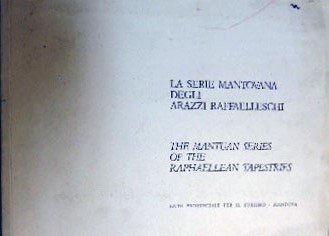 LA SERIE MANTOVANA
DEGLI
ARAZZI RAFFAELLESCHI
THE MANTUAN SERIES
OF THE
RAPHAELLEAN TAPESTRIES
ENTE PROVINCIALE PER IL TURISMO - MANTOVA